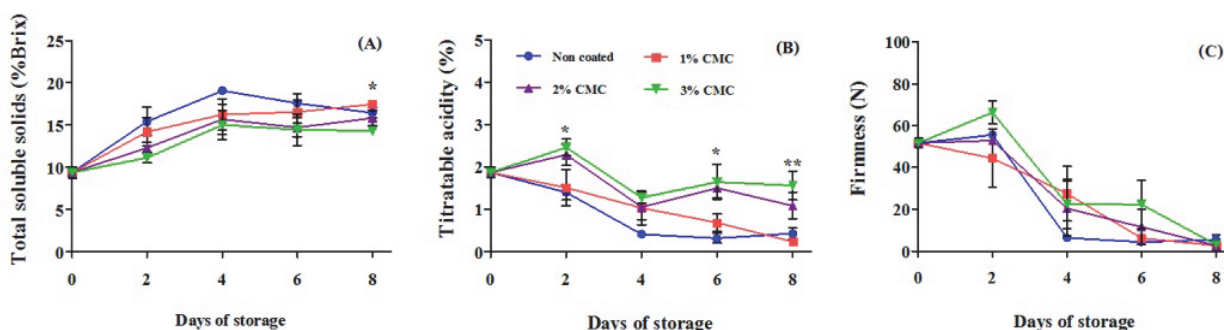 Total soluble solids (%Brix)
25
20
15
10
5
0
(A)
*
0 2 4 6 8
Days of storage
Titratable acidity (%)
5
4
3
2
1
0
Non coated
1% CMC
2% CMC
3% CMC
(B)
*
*
**
0 2 4 6 8
Days of storage
Firmness (N)
100
80
60
40
20
0
(C)
0 2 4 6 8
Days of storage